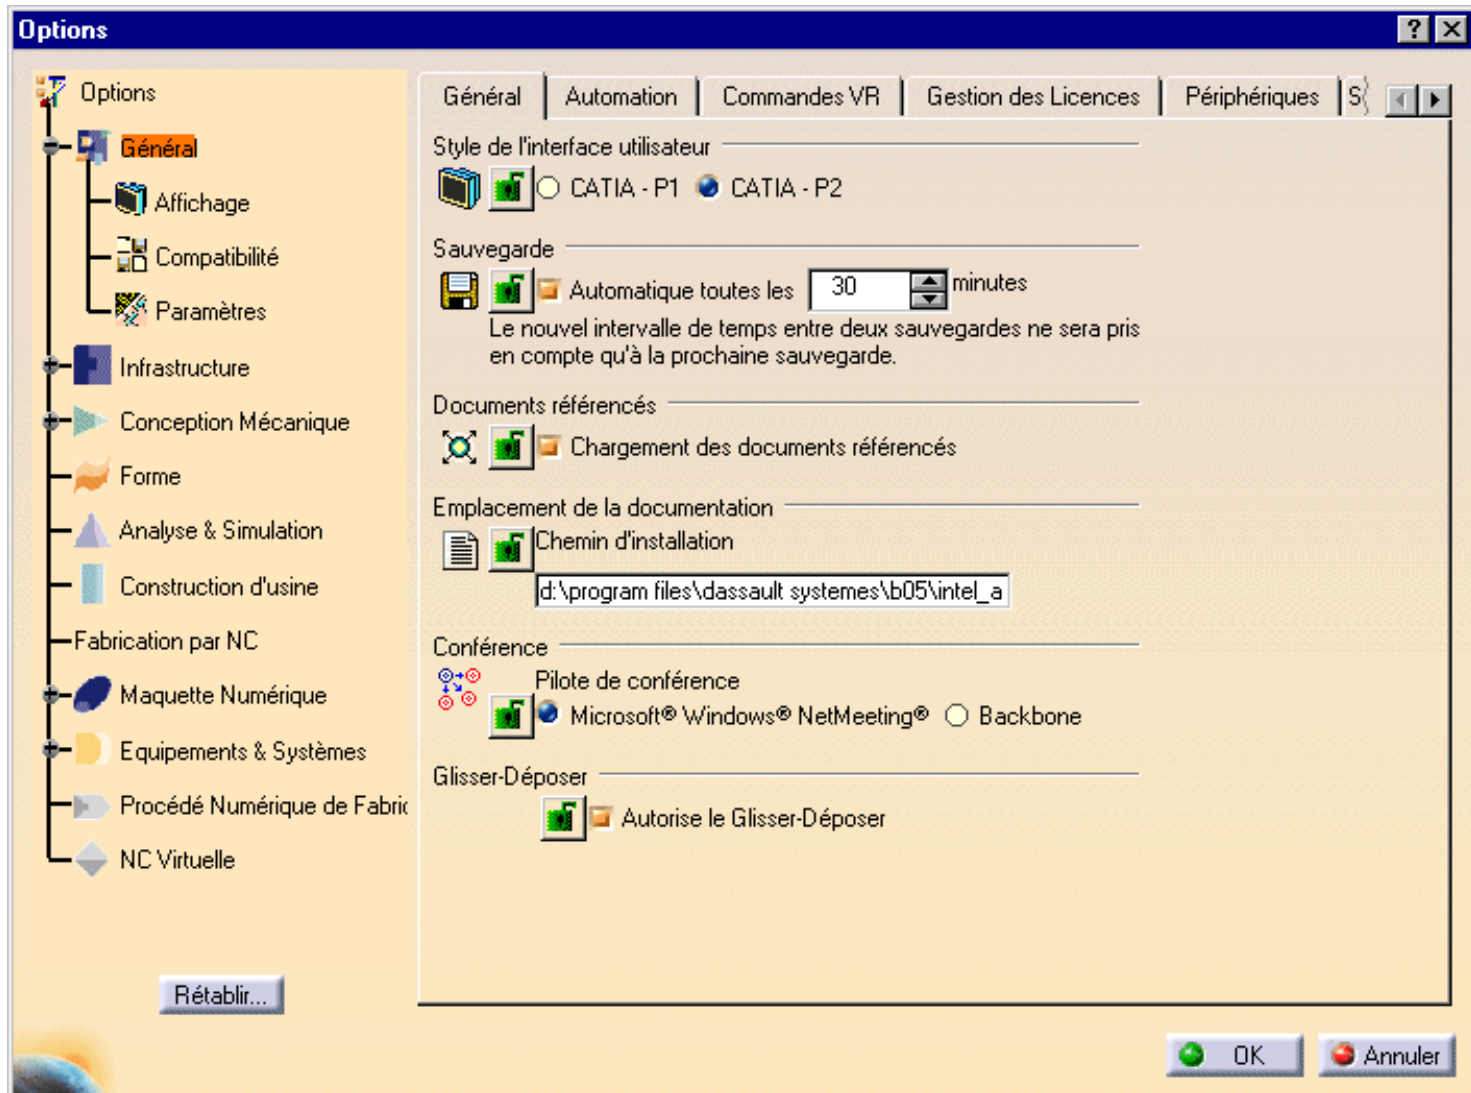 Options
Options
Général
Affichage
Compatibilité
Paramètres
Infrastructure
Conception Mécanique
Forme
Analyse & Simulation
Construction d'usine
Fabrication par NC
Maquette Numérique
Equipements & Systèmes
Procédé Numérique de Fabric
NC Virtuelle
Rétablir...
Général Automation Commandes VR Gestion des Licences Périphériques S
Style de l'interface utilisateur
CATIA - P1 CATIA - P2
Sauvegarde
Automatique toutes les 30 minutes
Le nouvel intervalle de temps entre deux sauvegardes ne sera pris
en compte qu'à la prochaine sauvegarde.
Documents référencés
Chargement des documents référencés
Emplacement de la documentation
Chemin d'installation
d:\program files\dassault systemes\b05\intel_a
Conférence
Pilote de conférence
Microsoft® Windows® NetMeeting® Backbone
Glisser-Déposer
Autorise le Glisser-Déposer
OK Annuler